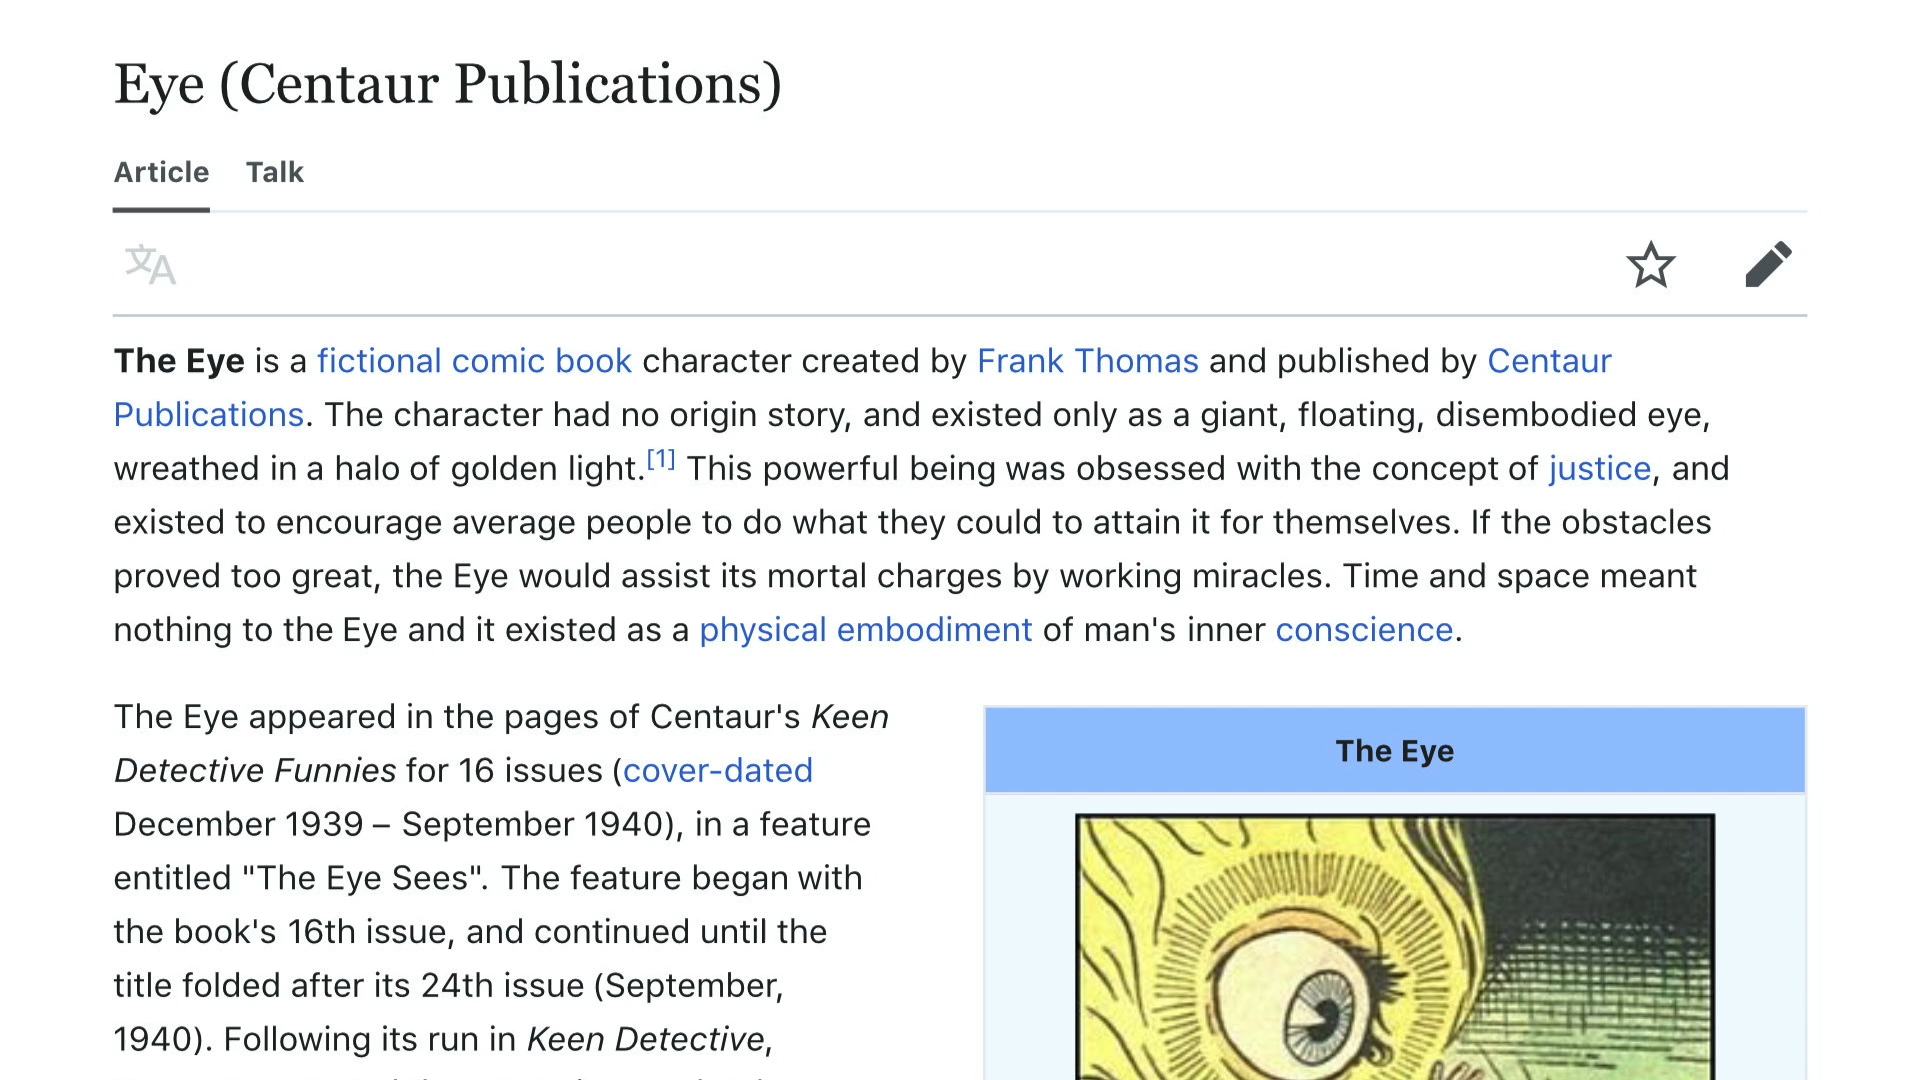 Eye (Centaur Publications)
Article Talk
The Eye is a fictional comic book character created by Frank Thomas and published by Centaur
Publications. The character had no origin story, and existed only as a giant, floating, disembodied eye,
wreathed in a halo of golden light.[1] This powerful being was obsessed with the concept of justice, and
existed to encourage average people to do what they could to attain it for themselves. If the obstacles
proved too great, the Eye would assist its mortal charges by working miracles. Time and space meant
nothing to the Eye and it existed as a physical embodiment of man's inner conscience.
The Eye appeared in the pages of Centaur's Keen
Detective Funnies for 16 issues (cover-dated
December 1939 – September 1940), in a feature
entitled "The Eye Sees". The feature began with
the book's 16th issue, and continued until the
title folded after its 24th issue (September,
1940). Following its run in Keen Detective,
The Eye